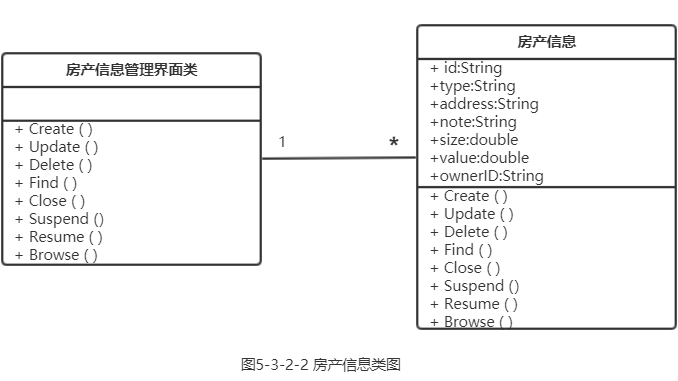 房产信息管理界面类
+ Create ( )
+ Update ( )
+ Delete ( )
+ Find ( )
+ Close ( )
+ Suspend ()
+ Resume ( )
+ Browse ( )
1
*
房产信息
+ id:String
+type:String
+address:String
+note:String
+size:double
+value:double
+ownerID:String
+ Create ( )
+ Update ( )
+ Delete ( )
+ Find ( )
+ Close ( )
+ Suspend ()
+ Resume ( )
+ Browse ( )
图5-3-2-2 房产信息类图